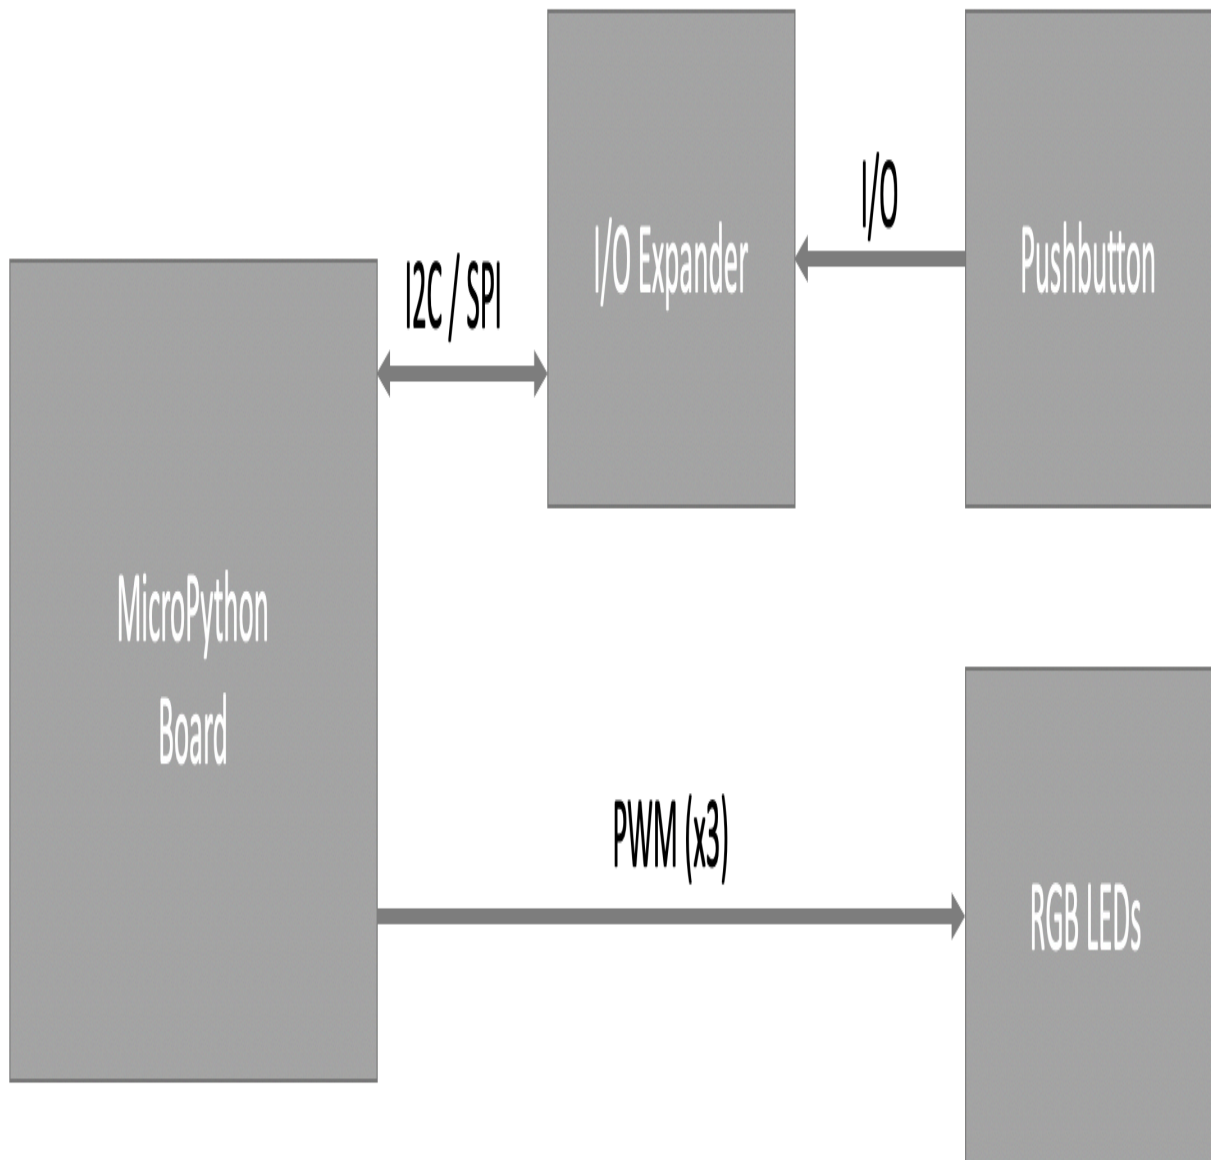 I/O
I/O Expander
Pushbutton
I2C / SPI
MicroPython
Board
PWM (x3)
RGB LEDs